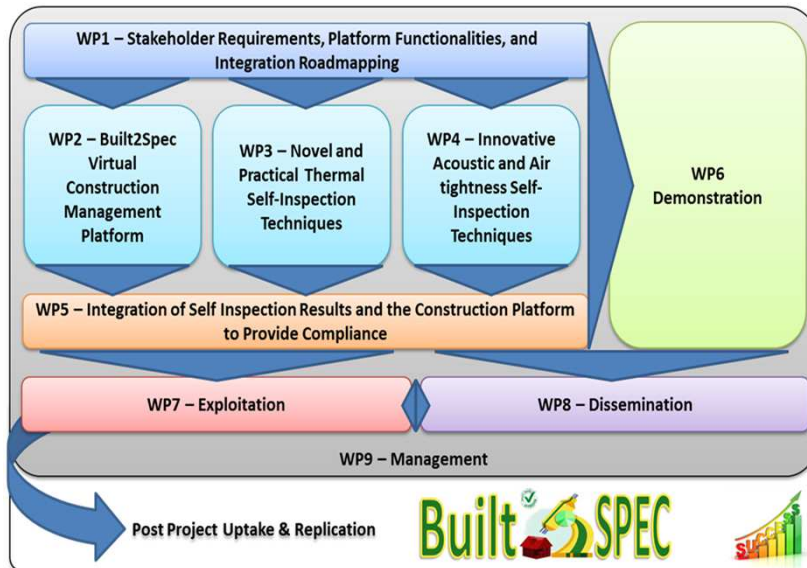 WP1 – Stakeholder Requirements, Platform Functionalities, and
Integration Roadmapping
WP2 – Built2Spec
Virtual
Construction
Management
Platform
WP3 – Novel and
Practical Thermal
Self-Inspection
Techniques
WP4 – Innovative
Acoustic and Air
tightness Self-
Inspection
Techniques
WP6
Demonstration
WP5 – Integration of Self Inspection Results and the Construction Platform
to Provide Compliance
WP7 – Exploitation
WP8 – Dissemination
WP9 – Management
Post Project Uptake & Replication
Built 2 SPEC
SUCCESS